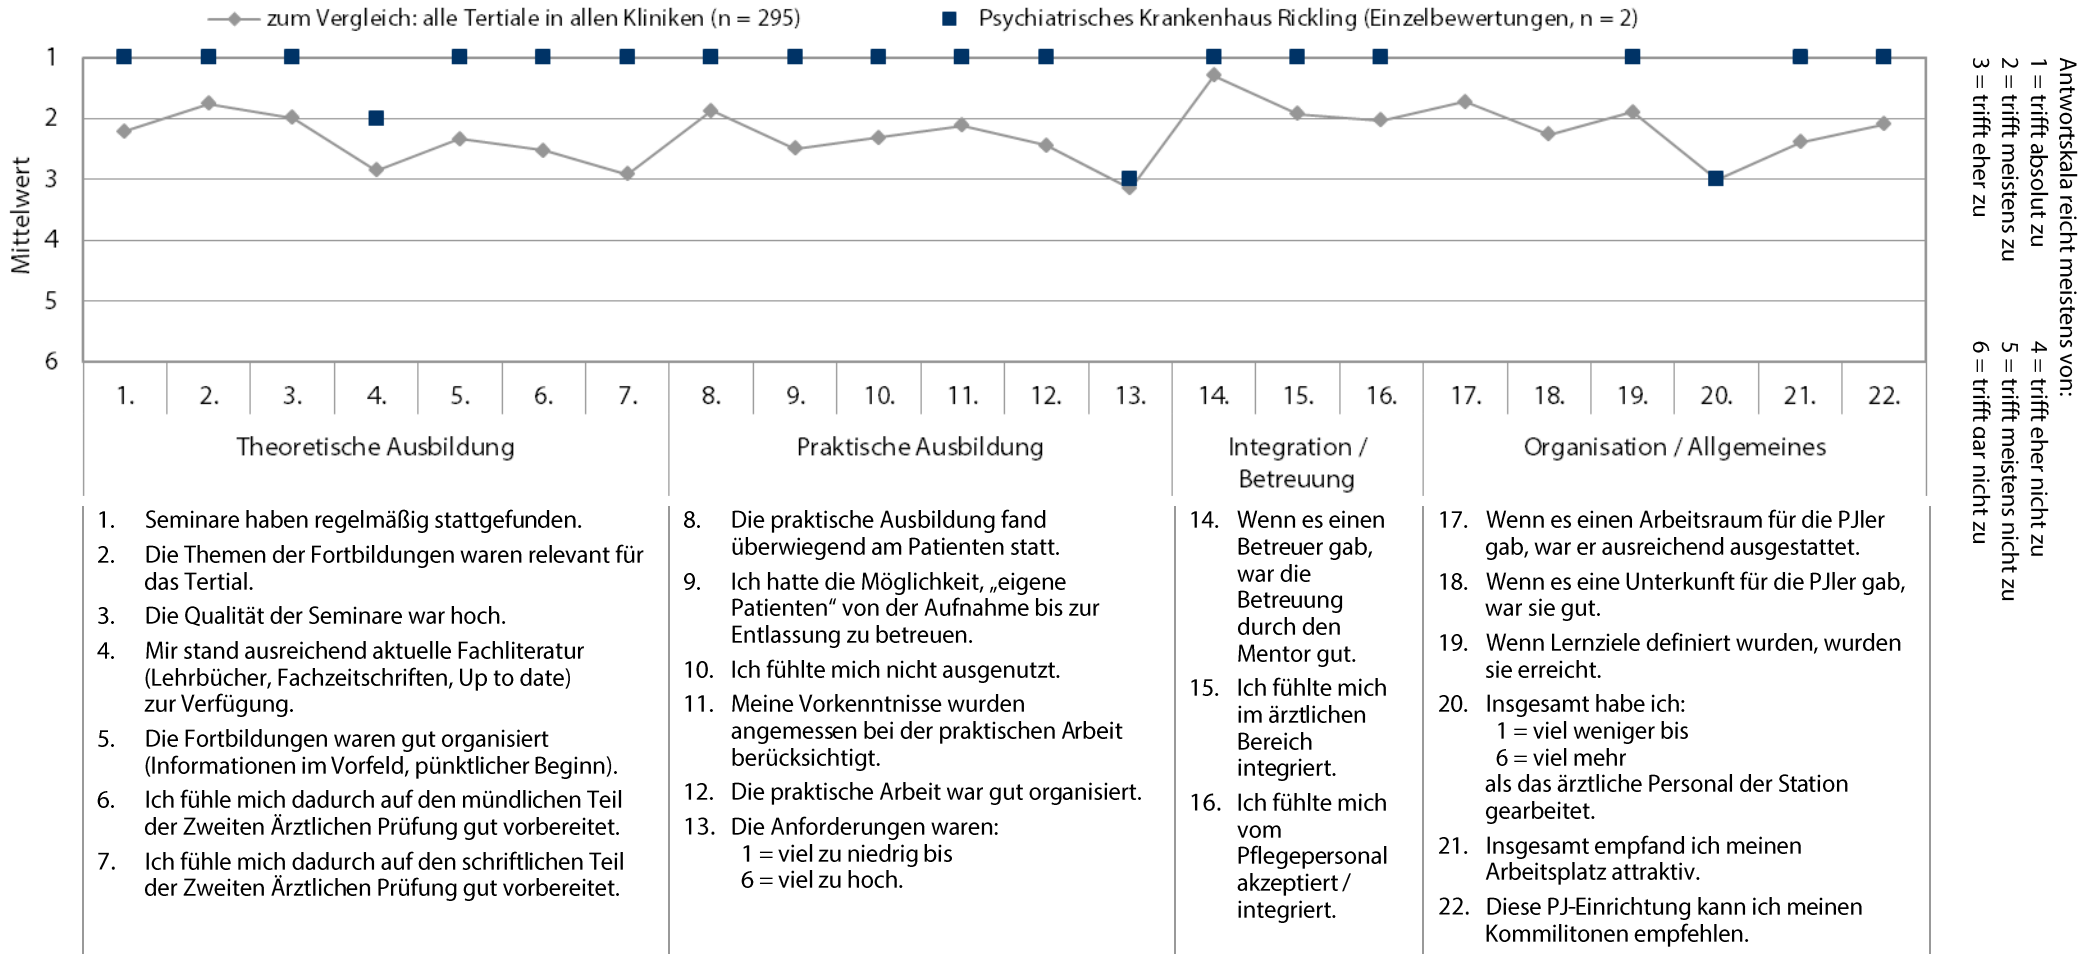 zum Vergleich: alle Tertiale in allen Kliniken (n = 295)
Psychiatrisches Krankenhaus Rickling (Einzelbewertungen, n = 2)
Mittelwert
1
2
3
4
5
6
1.
2.
3.
4.
5.
6.
7.
8.
9.
10.
11.
12.
13.
14.
15.
16.
17.
18.
19.
20.
21.
22.
Theoretische Ausbildung
Praktische Ausbildung
Integration /
Betreuung
Organisation / Allgemeines
1. Seminare haben regelmäßig stattgefunden.
2. Die Themen der Fortbildungen waren relevant für
das Tertial.
3. Die Qualität der Seminare war hoch.
4. Mir stand ausreichend aktuelle Fachliteratur
(Lehrbücher, Fachzeitschriften, Up to date)
zur Verfügung.
5. Die Fortbildungen waren gut organisiert
(Informationen im Vorfeld, pünktlicher Beginn).
6. Ich fühle mich dadurch auf den mündlichen Teil
der Zweiten Ärztlichen Prüfung gut vorbereitet.
7. Ich fühle mich dadurch auf den schriftlichen Teil
der Zweiten Ärztlichen Prüfung gut vorbereitet.
8. Die praktische Ausbildung fand
überwiegend am Patienten statt.
9. Ich hatte die Möglichkeit, „eigene
Patienten“ von der Aufnahme bis zur
Entlassung zu betreuen.
10. Ich fühlte mich nicht ausgenutzt.
11. Meine Vorkenntnisse wurden
angemessen bei der praktischen Arbeit
berücksichtigt.
12. Die praktische Arbeit war gut organisiert.
13. Die Anforderungen waren:
1 = viel zu niedrig bis
6 = viel zu hoch.
14. Wenn es einen
Betreuer gab,
war die
Betreuung
durch den
Mentor gut.
15. Ich fühlte mich
im ärztlichen
Bereich
integriert.
16. Ich fühlte mich
vom
Pflegepersonal
akzeptiert /
integriert.
17. Wenn es einen Arbeitsraum für die PJler
gab, war er ausreichend ausgestattet.
18. Wenn es eine Unterkunft für die PJler gab,
war sie gut.
19. Wenn Lernziele definiert wurden, wurden
sie erreicht.
20. Insgesamt habe ich:
1 = viel weniger bis
6 = viel mehr
als das ärztliche Personal der Station
gearbeitet.
21. Insgesamt empfand ich meinen
Arbeitsplatz attraktiv.
22. Diese PJ-Einrichtung kann ich meinen
Kommilitonen empfehlen.
Antwortskala reicht meistens von:
1 = trifft absolut zu
2 = trifft meistens zu
3 = trifft eher zu
4 = trifft eher nicht zu
5 = trifft meistens nicht zu
6 = trifft gar nicht zu